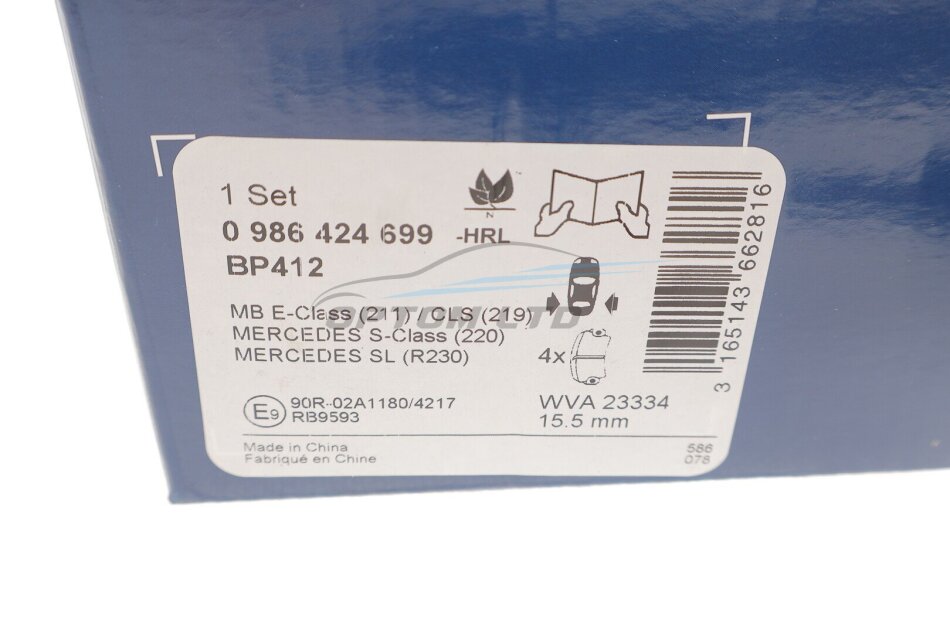 1 Set
0 986 424 699 -HRL
N
BP412
MB E-Class (211) / CLS (219)
MERCEDES S-Class (220)
MERCEDES SL (R230)
OPTOM LTD
4x
E9 90R-02A1180/4217
RB9593
WVA 23334
15.5 mm
Made in China
Fabriqué en Chine
586
078
3 165143 662816